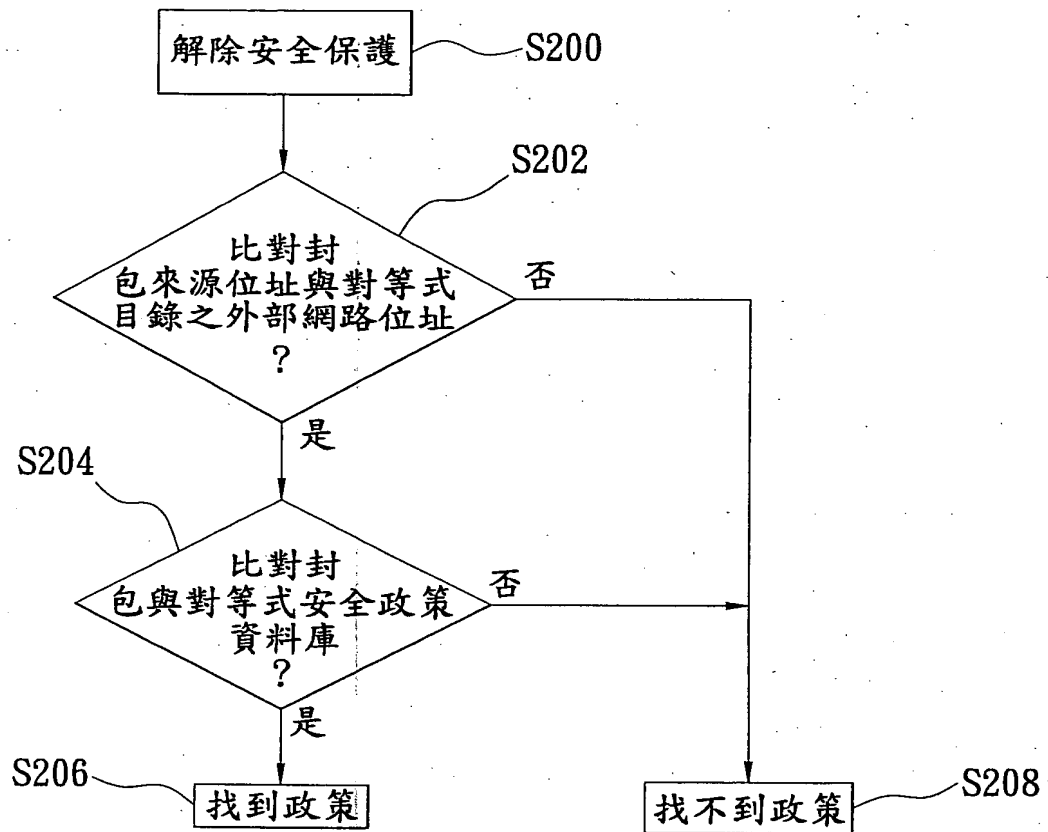 解除安全保護
S200
S202
比對封
包來源位址與對等式
目錄之外部網路位址
?
否
是
S204
比對封
包與對等式安全政策
資料庫
?
否
是
S206
找到政策
找不到政策
S208